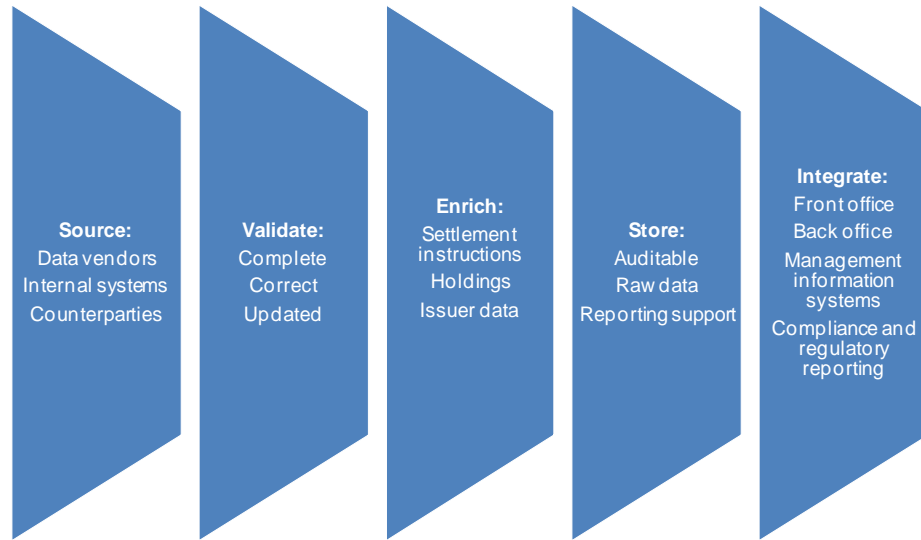 Source:
Data vendors
Internal systems
Counterparties
Validate:
Complete
Correct
Updated
Enrich:
Settlement
instructions
Holdings
Issuer data
Store:
Auditable
Raw data
Reporting support
Integrate:
Front office
Back office
Management
information
systems
Compliance and
regulatory
reporting